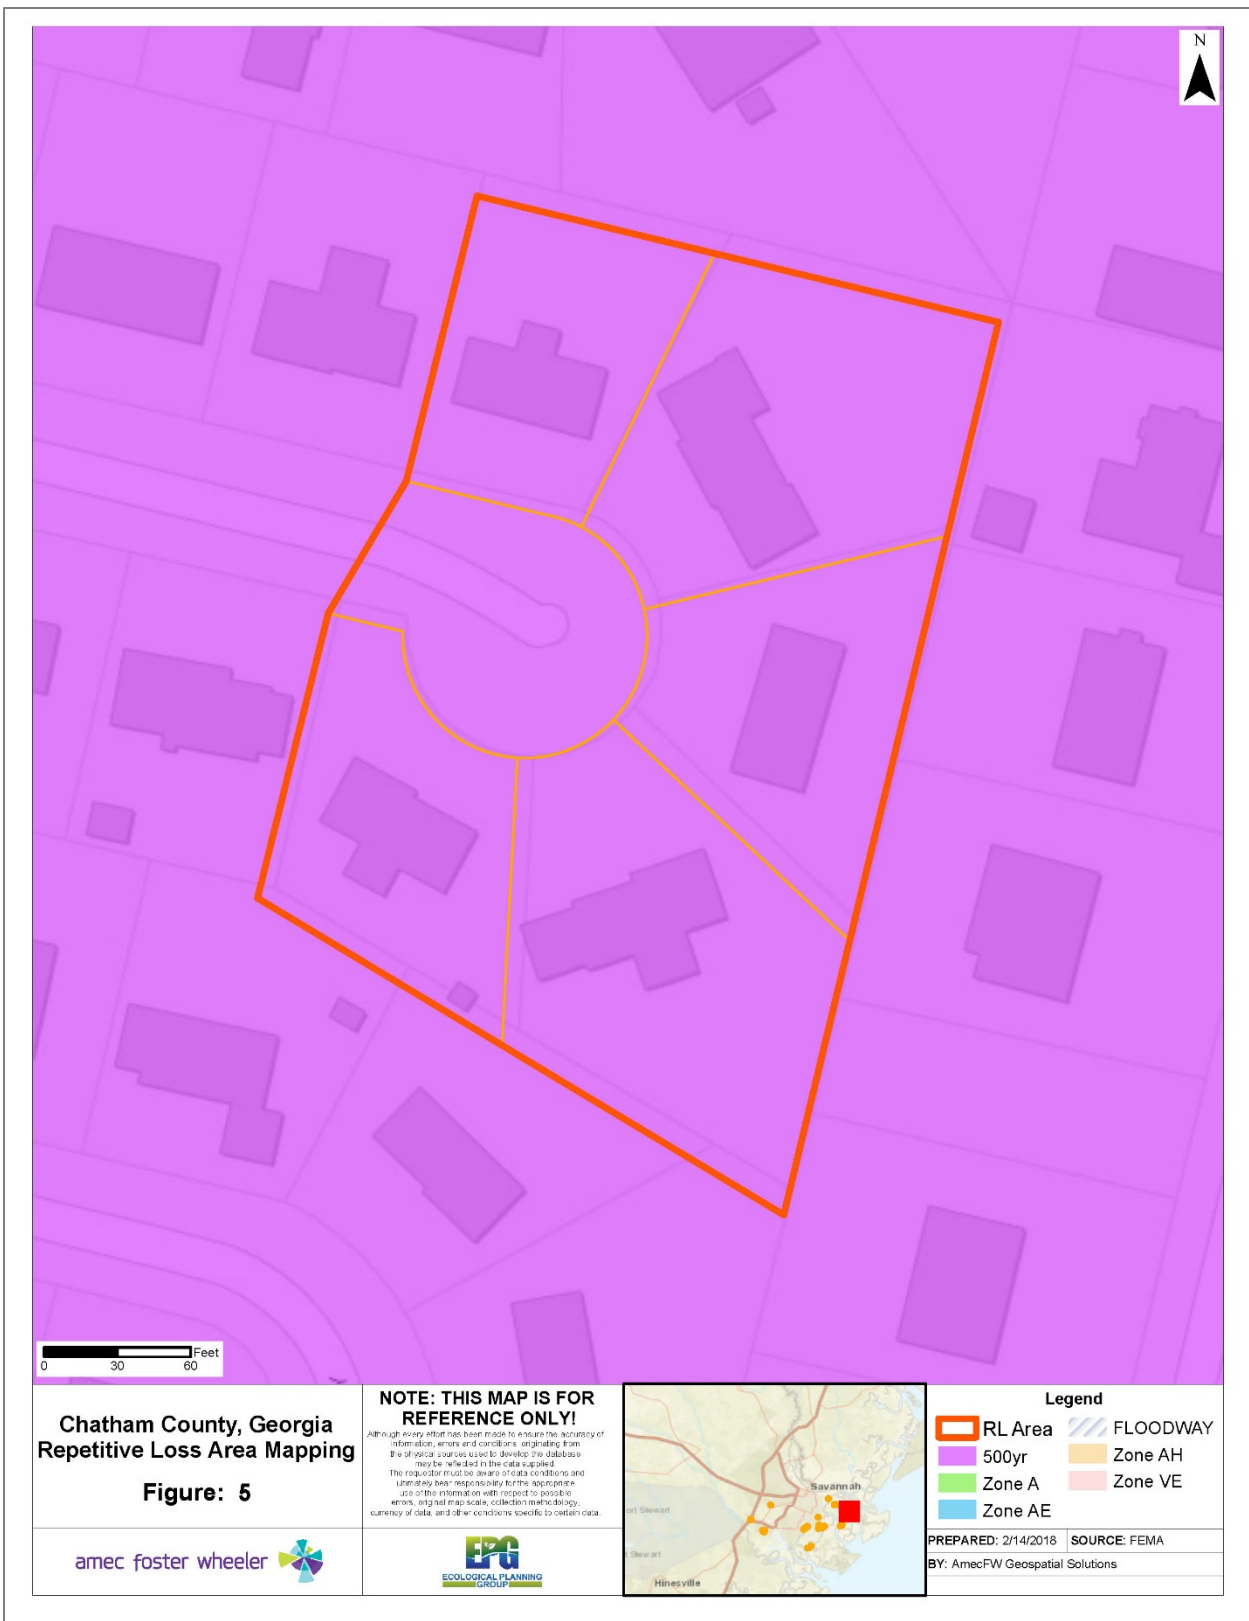 N
Feet
0 30 60
Chatham County, Georgia
Repetitive Loss Area Mapping
Figure: 5
amec foster wheeler
NOTE: THIS MAP IS FOR
REFERENCE ONLY!
Although every effort has been made to ensure the accuracy of
information, errors and conditions originating from
the physical sources used to develop the database
may be reflected in the data supplied.
The requestor must be aware of data conditions and
ultimately bear responsibility for the appropriate
use of the information with respect to possible
errors, original map scale, collection methodology,
currency of data, and other conditions specific to certain data.
EPG
ECOLOGICAL PLANNING
GROUP
Savannah
ort Stewart
t Stewart
Hinesville
Legend
RL Area
500yr
Zone A
Zone AE
FLOODWAY
Zone AH
Zone VE
PREPARED: 2/14/2018 SOURCE: FEMA
BY: AmecFW Geospatial Solutions